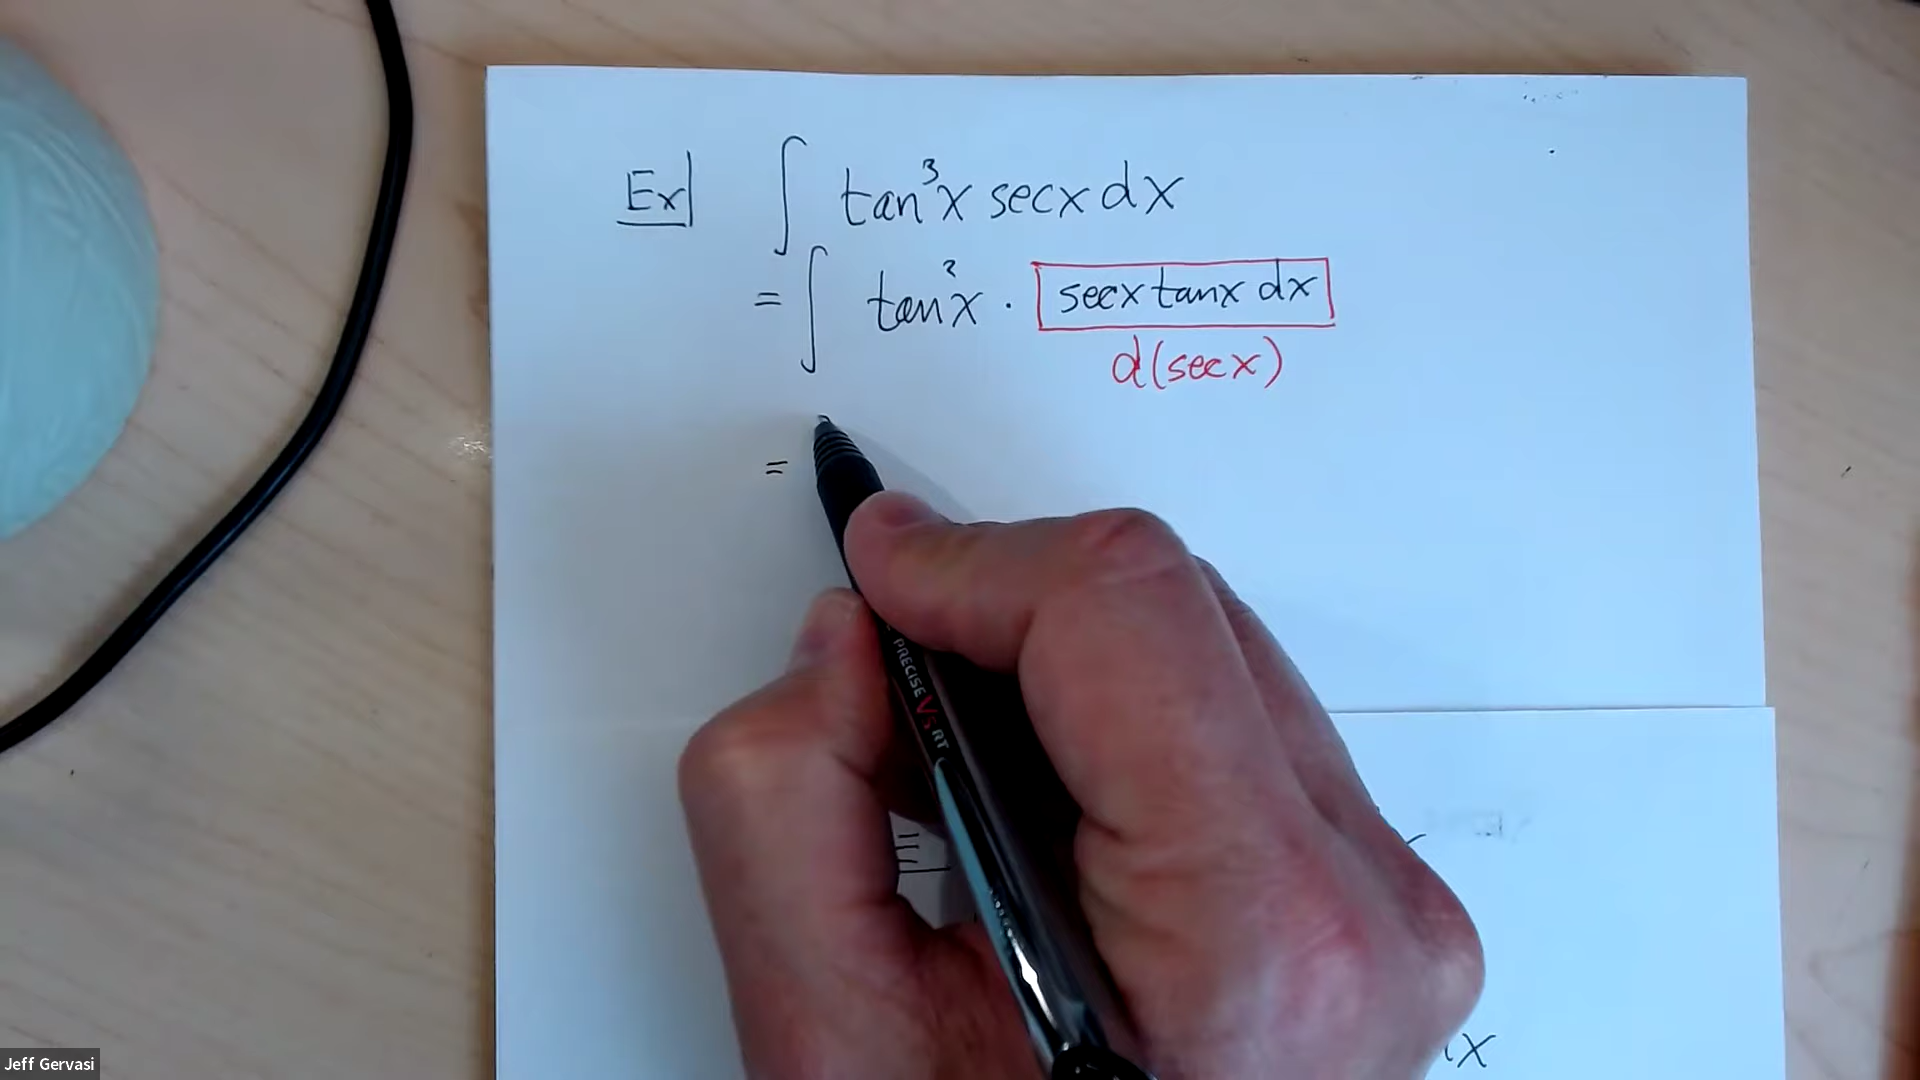 Ex ∫ tan³x secx dx
= ∫ tan²x · secx tanx dx
d(secx)
=
PRECISE V5 RT
x
Jeff Gervasi